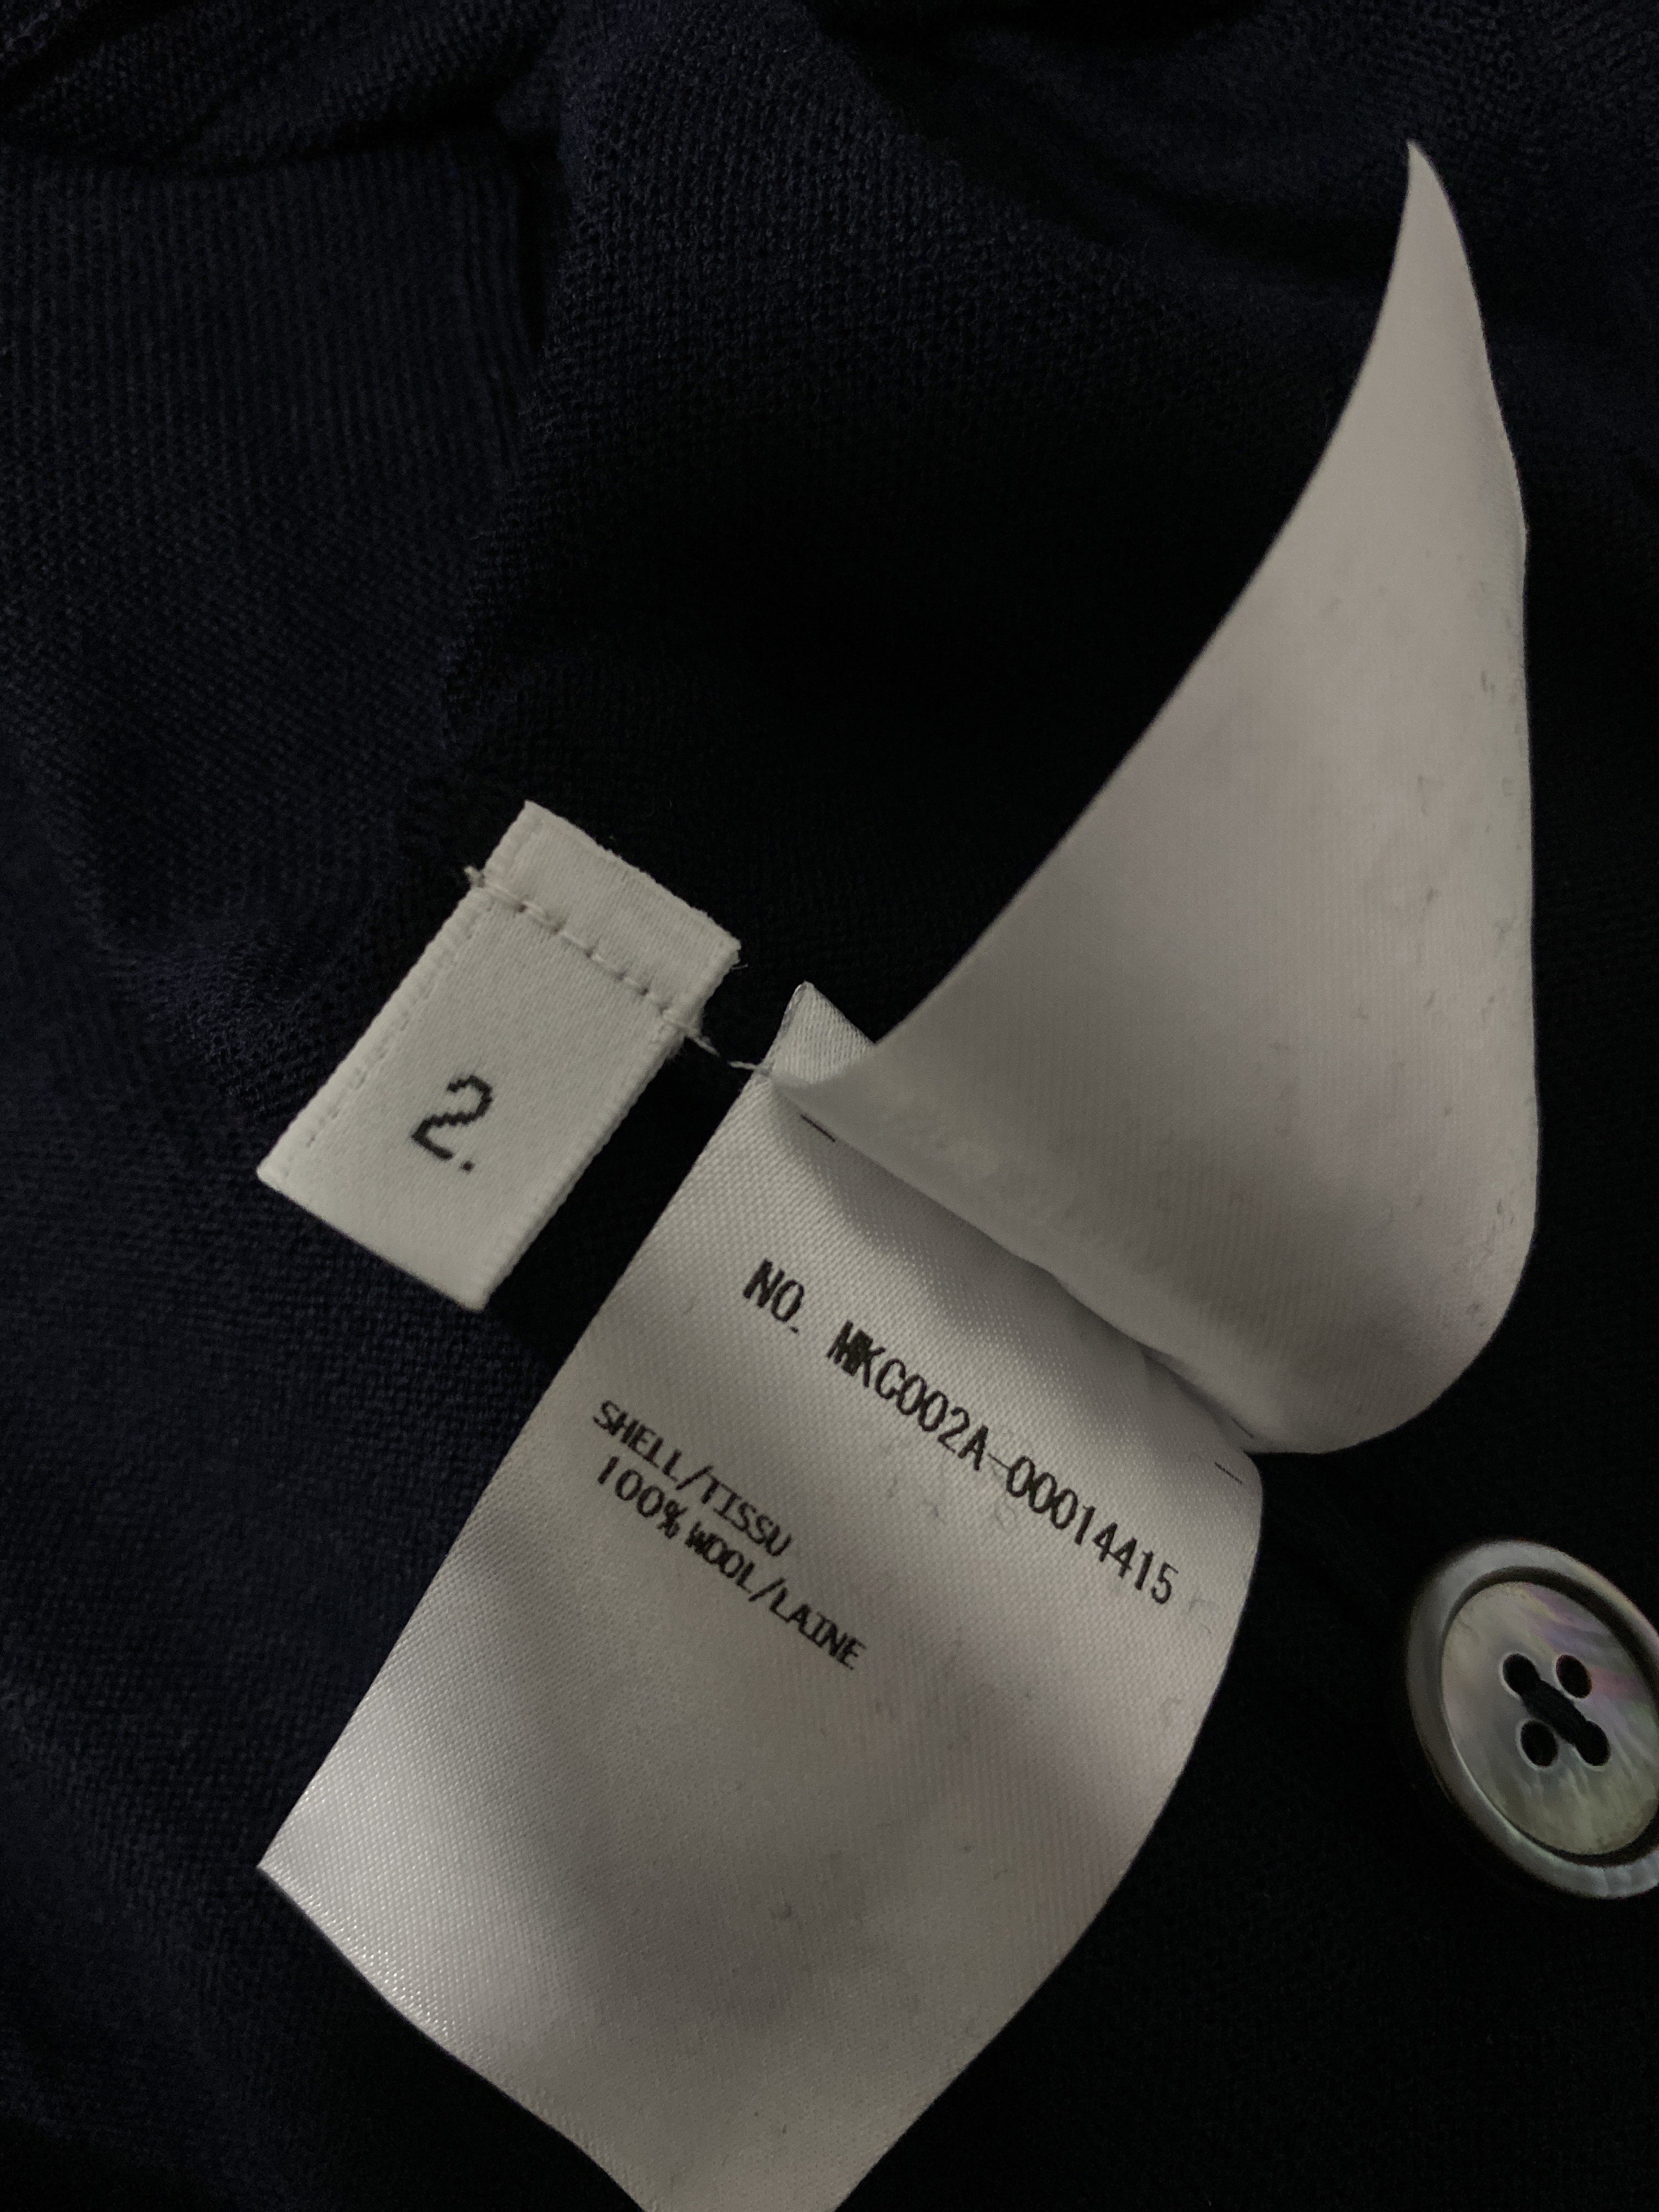 2.
NO. MKC002A-00014415
SHELL/TISSU
100% WOOL/LAINE